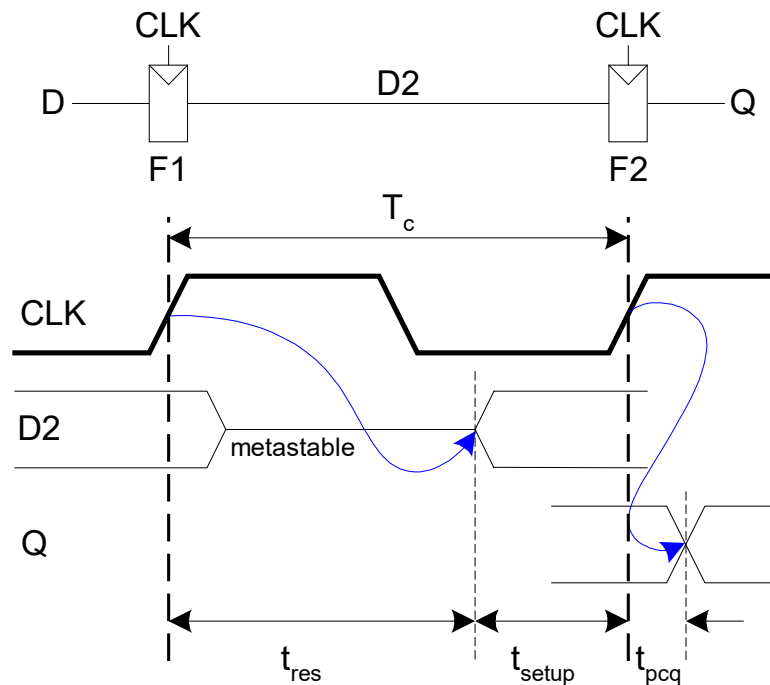 CLK CLK
D D2 Q
F1 F2
Tc
CLK
D2
metastable
Q
tres tsetup tpcq